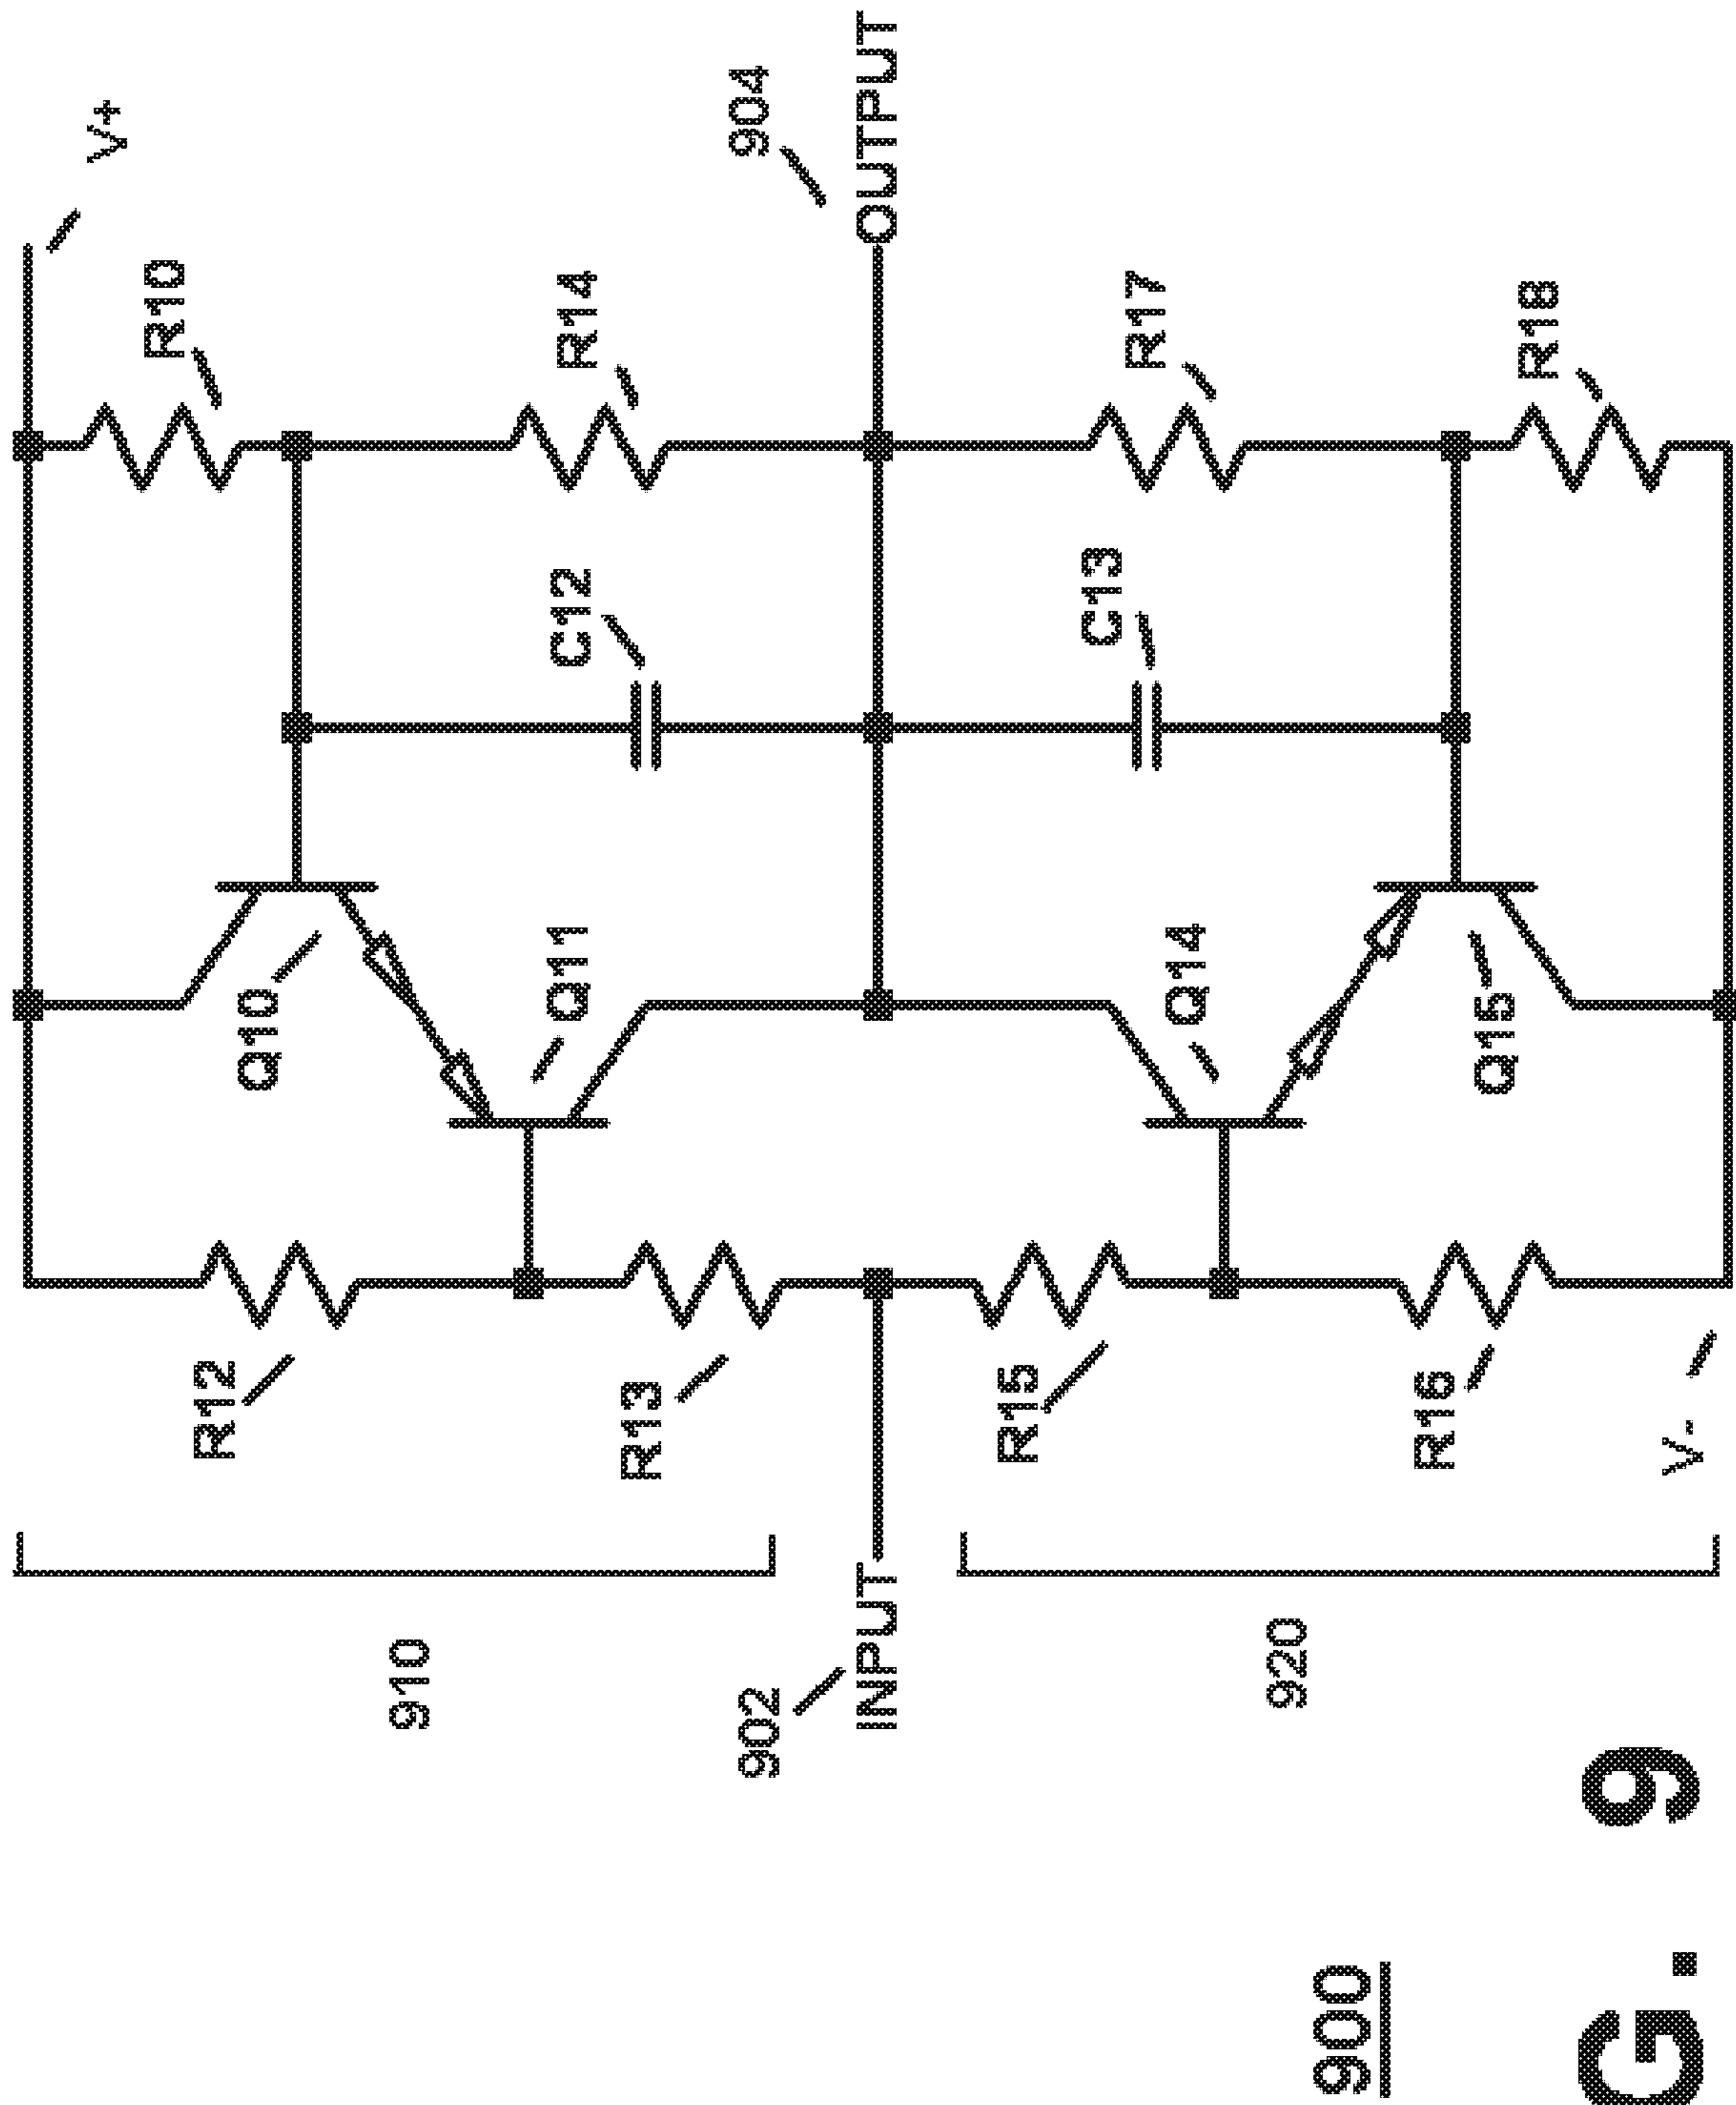 V+
R10
R12
Q10
910
Q11
C12
R14
R13
902
904
INPUT
OUTPUT
R15
C13
R17
Q14
920
900
R16
Q15
R18
V-
G. 9